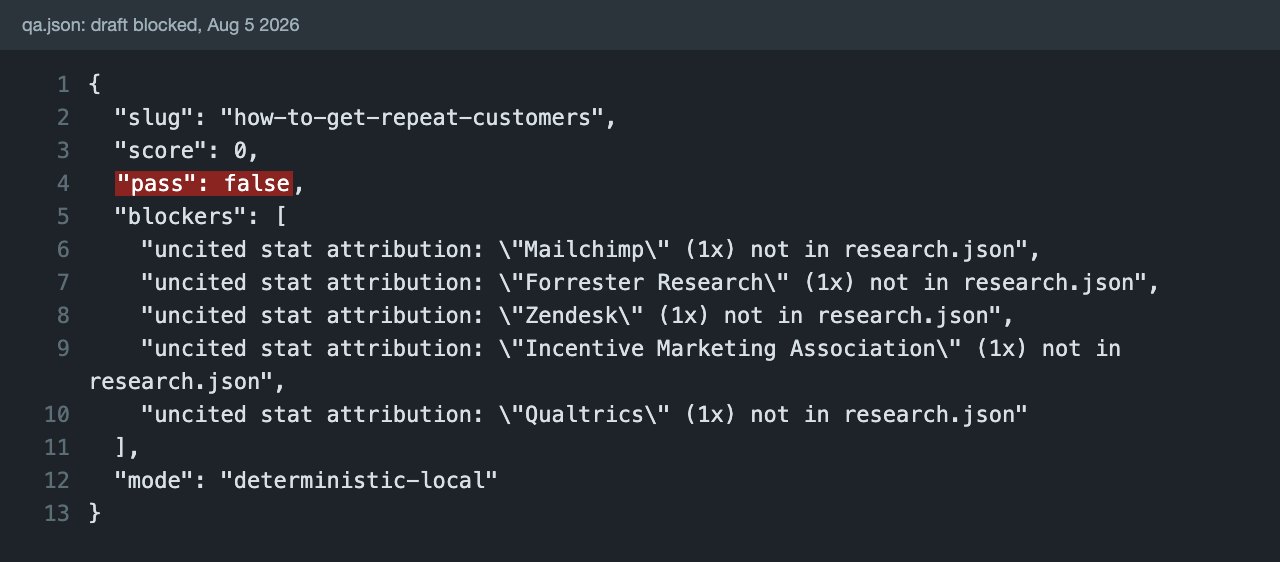 qa.json: draft blocked, Aug 5 2026
1 {
2 "slug": "how-to-get-repeat-customers",
3 "score": 0,
4 "pass": false,
5 "blockers": [
6 "uncited stat attribution: \"Mailchimp\" (1x) not in research.json",
7 "uncited stat attribution: \"Forrester Research\" (1x) not in research.json",
8 "uncited stat attribution: \"Zendesk\" (1x) not in research.json",
9 "uncited stat attribution: \"Incentive Marketing Association\" (1x) not in
research.json",
10 "uncited stat attribution: \"Qualtrics\" (1x) not in research.json"
11 ],
12 "mode": "deterministic-local"
13 }